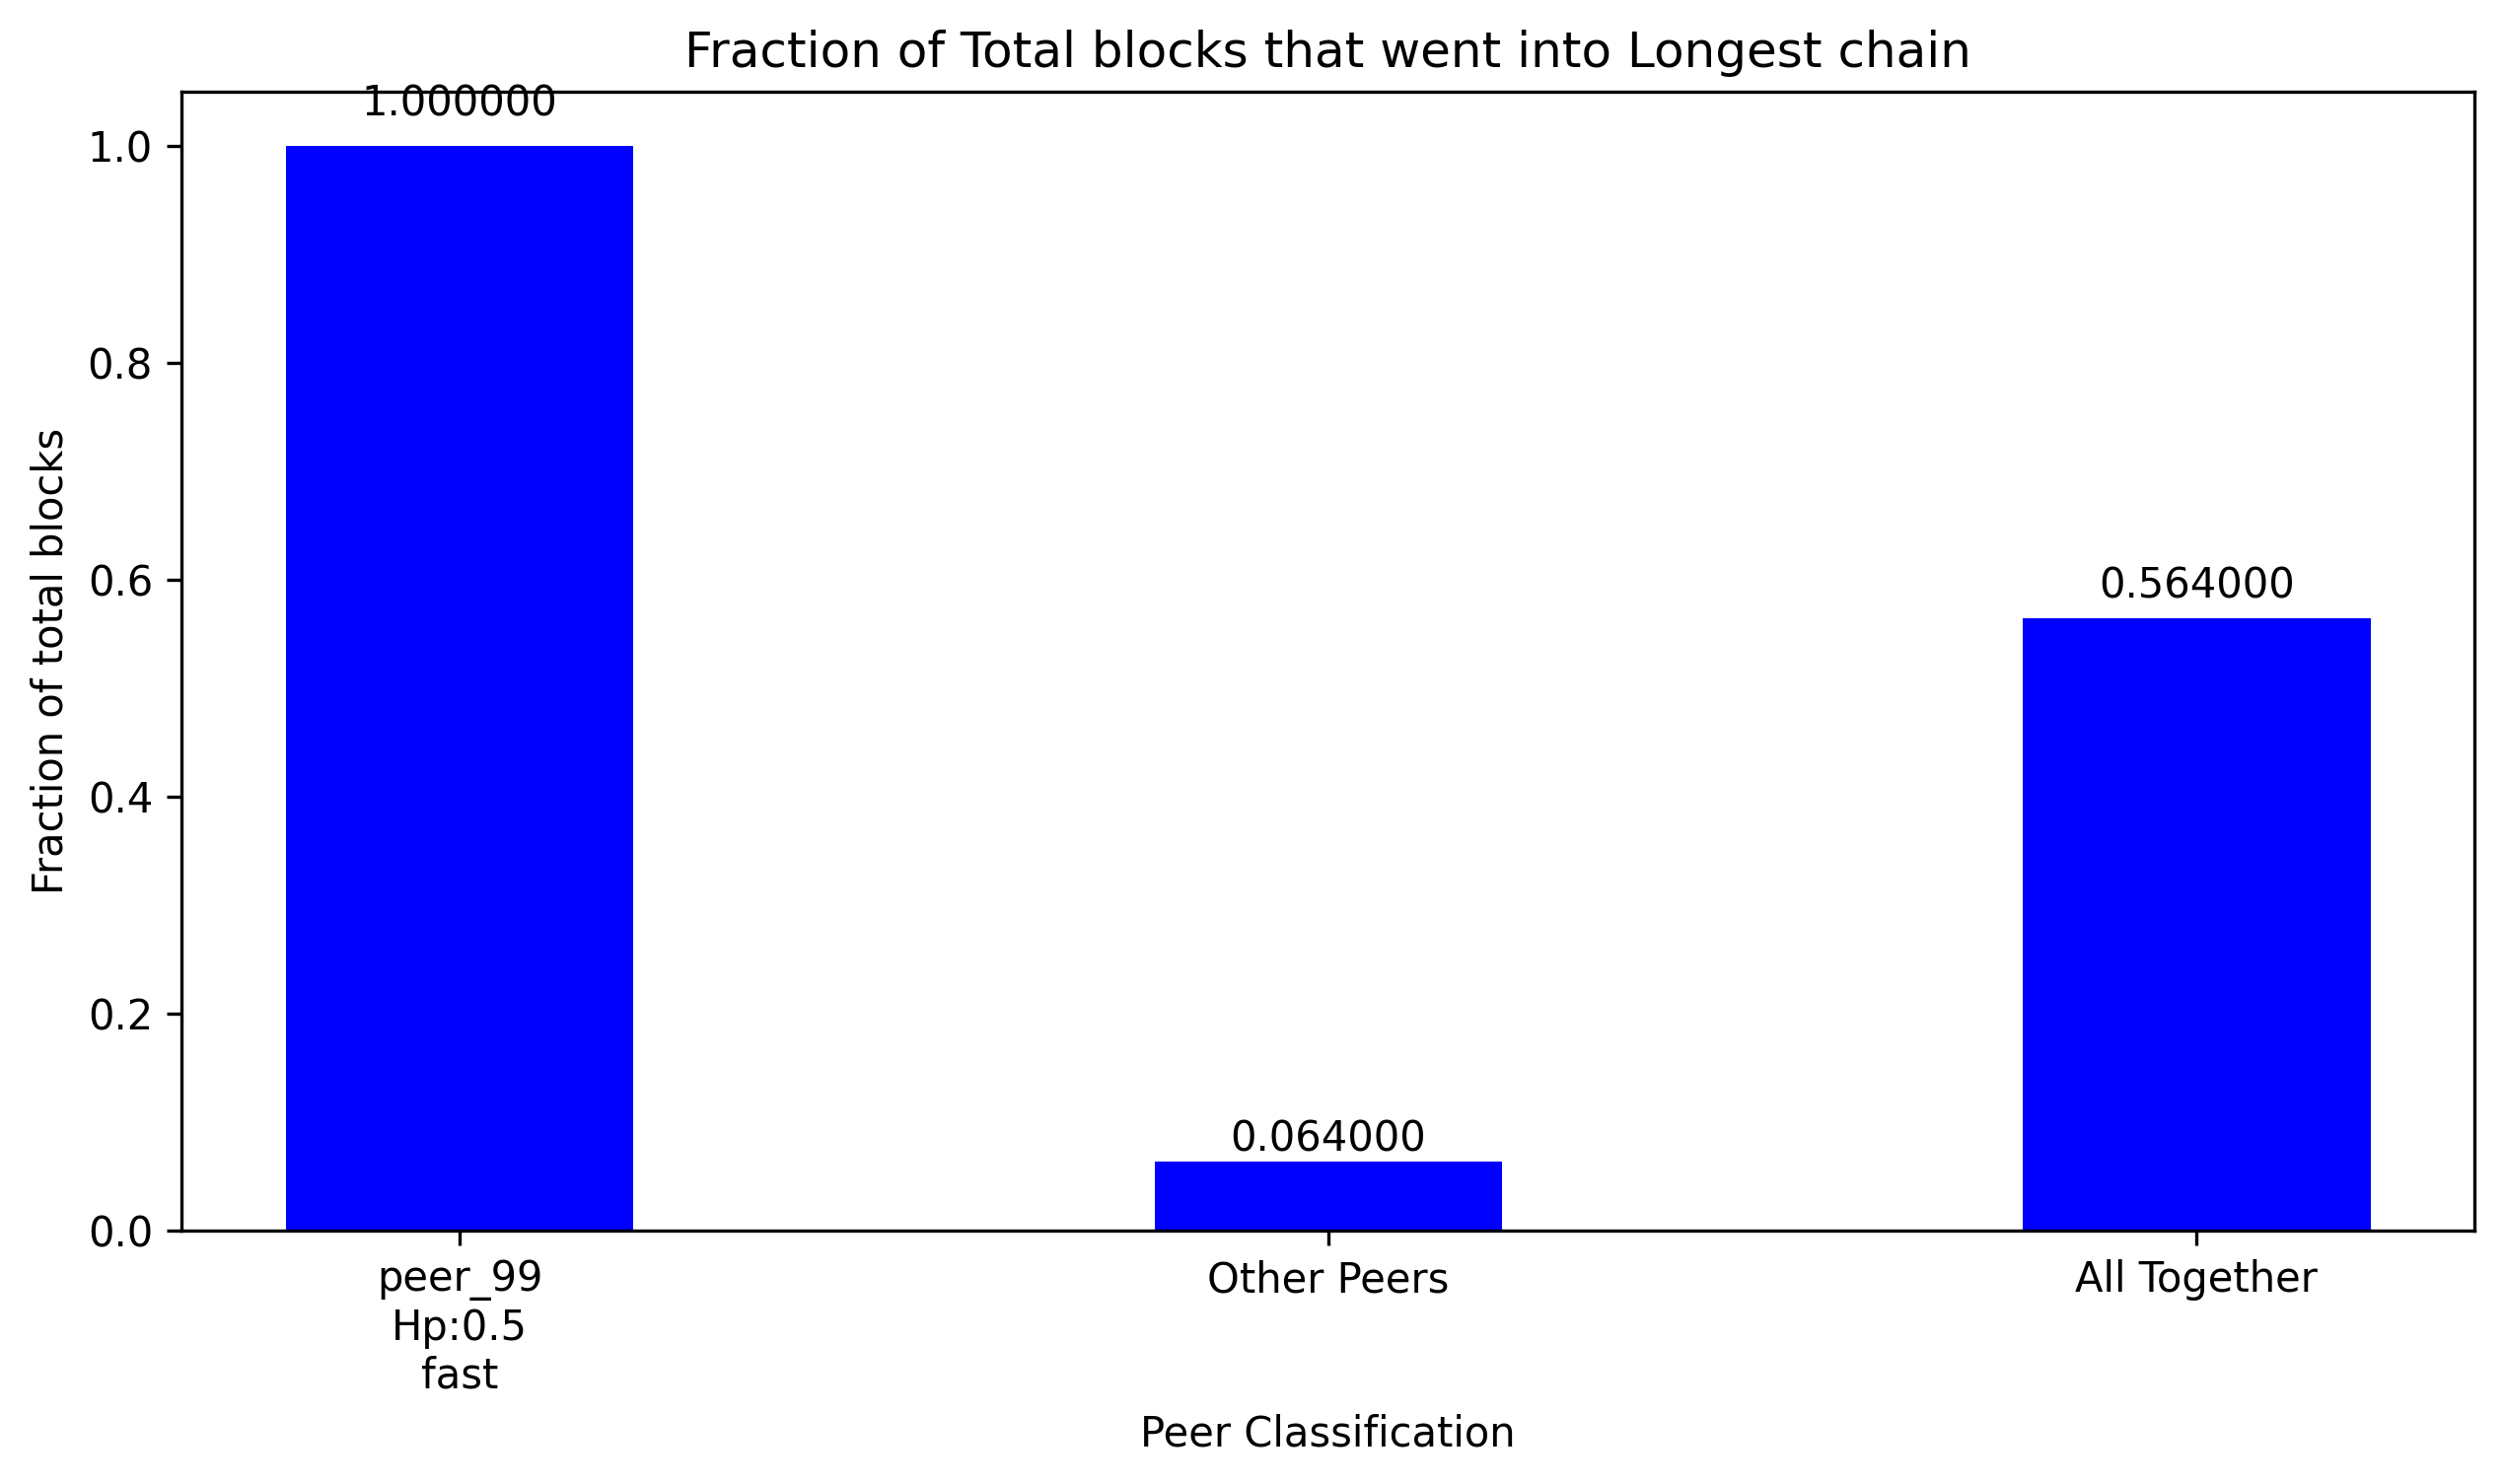 Fraction of Total blocks that went into Longest chain
Fraction of total blocks
1.0
0.8
0.6
0.4
0.2
0.0
1.000000
0.064000
0.564000
peer_99
Hp:0.5
fast
Other Peers
All Together
Peer Classification